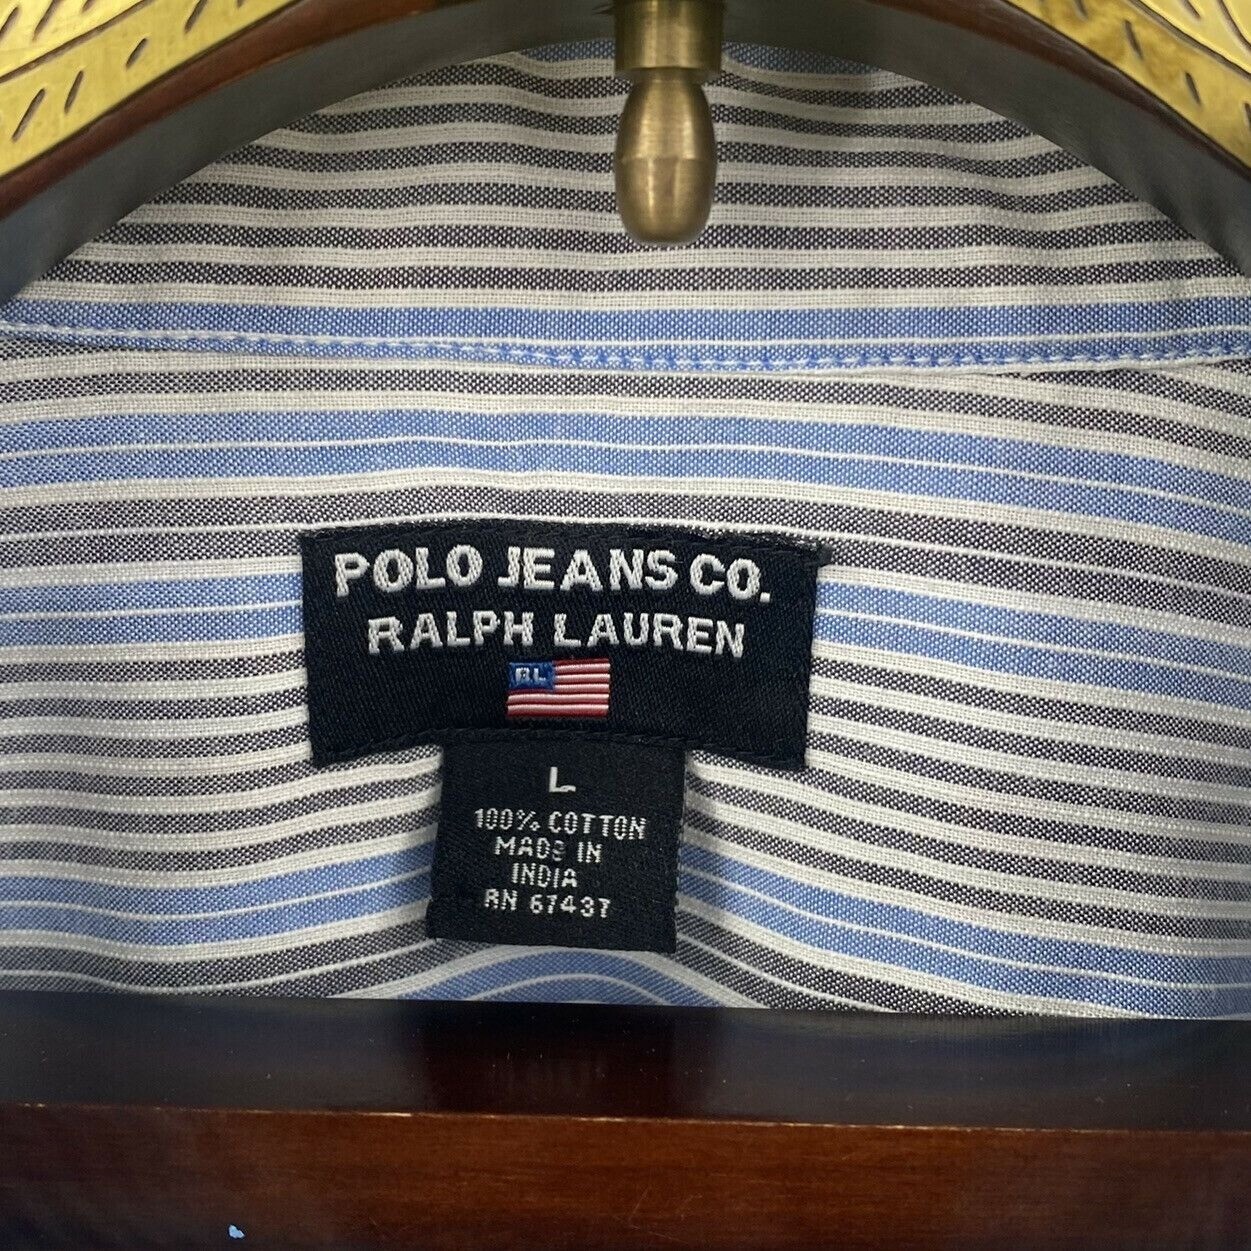 POLO JEANS CO.
RALPH LAUREN
RL
L
100% COTTON
MADE IN
INDIA
RN 67437